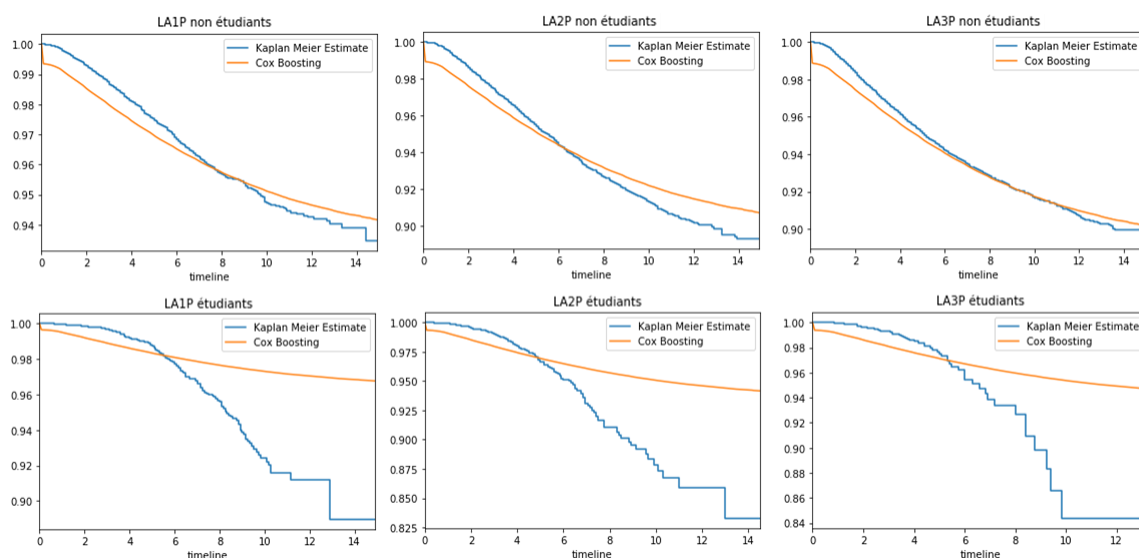 LA1P non étudiants
1.00
0.99
0.98
0.97
0.96
0.95
0.94
Kaplan Meier Estimate
Cox Boosting
0 2 4 6 8 10 12 14
timeline
LA2P non étudiants
1.00
0.98
0.96
0.94
0.92
0.90
Kaplan Meier Estimate
Cox Boosting
0 2 4 6 8 10 12 14
timeline
LA3P non étudiants
1.00
0.98
0.96
0.94
0.92
0.90
Kaplan Meier Estimate
Cox Boosting
0 2 4 6 8 10 12 14
timeline
LA1P étudiants
1.00
0.98
0.96
0.94
0.92
0.90
Kaplan Meier Estimate
Cox Boosting
0 2 4 6 8 10 12 14
timeline
LA2P étudiants
1.000
0.975
0.950
0.925
0.900
0.875
0.850
0.825
Kaplan Meier Estimate
Cox Boosting
0 2 4 6 8 10 12 14
timeline
LA3P étudiants
1.00
0.98
0.96
0.94
0.92
0.90
0.88
0.86
0.84
Kaplan Meier Estimate
Cox Boosting
0 2 4 6 8 10 12
timeline